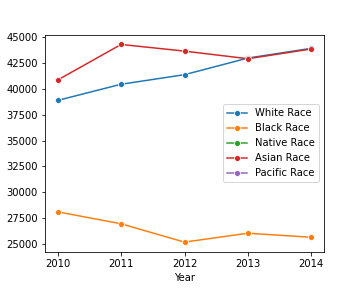 45000
42500
40000
37500
35000
32500
30000
27500
25000
White Race
Black Race
Native Race
Asian Race
Pacific Race
2010 2011 2012 2013 2014
Year